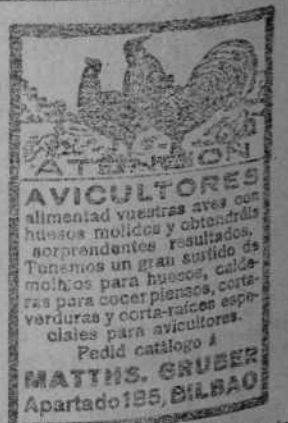 ATENCION
AVICULTORES
alimentad vuestras aves con
huesos molidos y obtendréis
sorprendentes resultados.
Tenemos un gran surtido de
molinos para huesos, calde-
ras para cocer piensos, corta-
verduras y corta-raíces espe-
ciales para avicultores.
Pedid catálogo á
MATTHS. GRUBER
Apartado 185, BILBAO